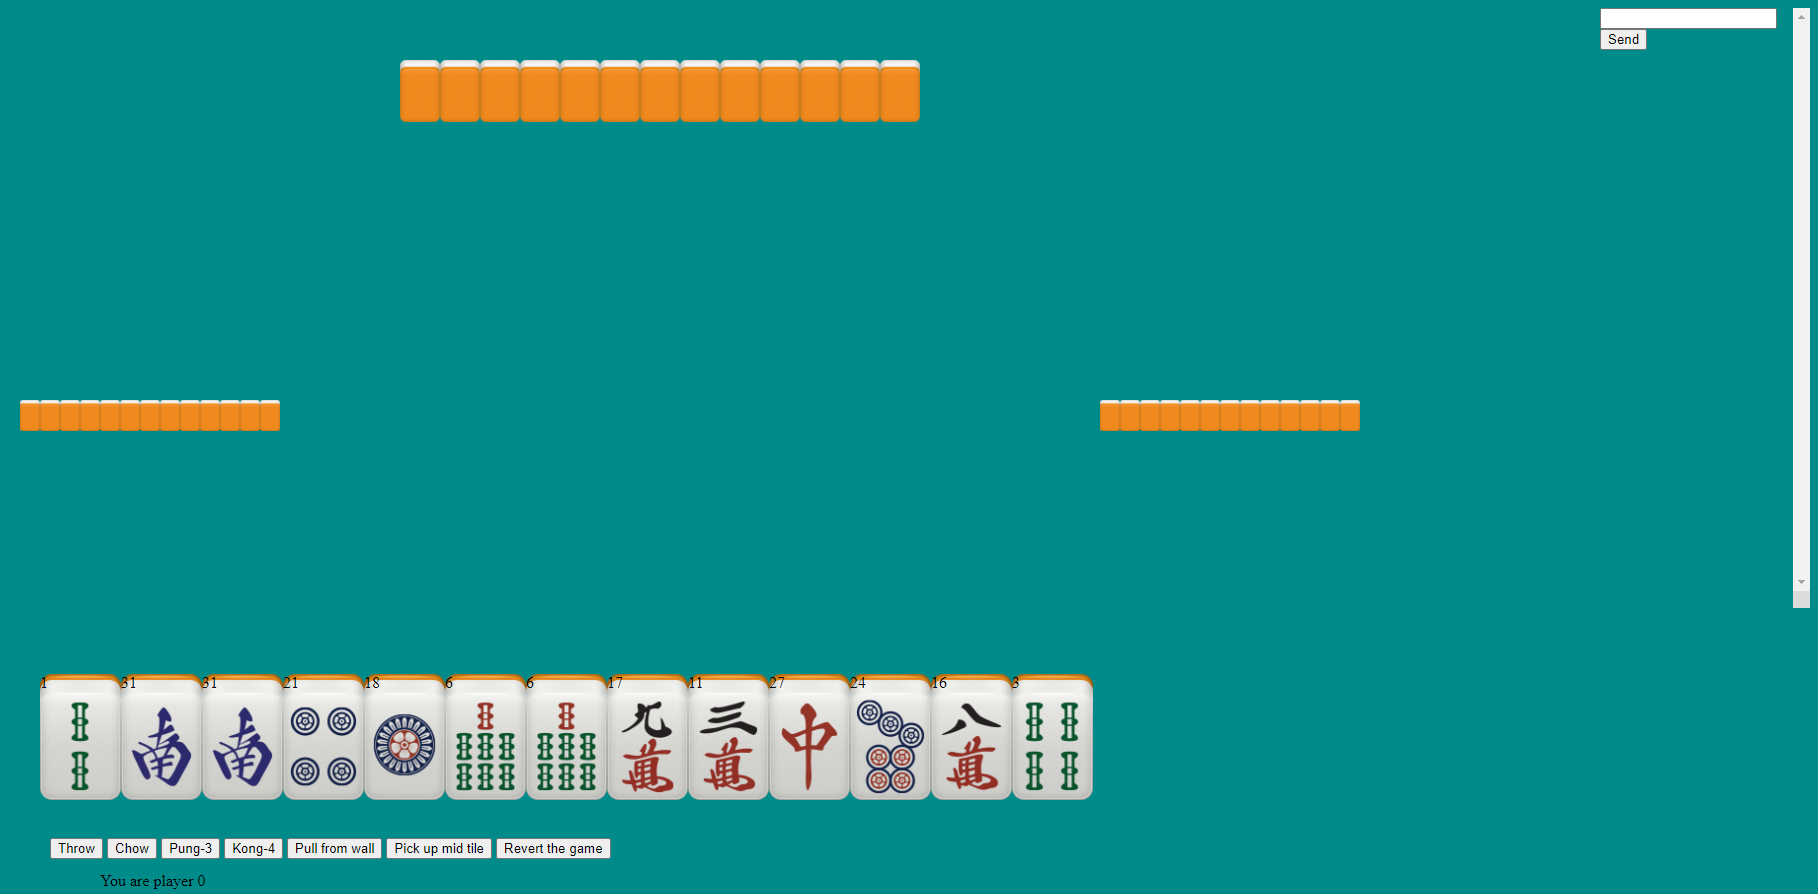 Send
1 31 31 21 18 6 6 17 11 27 24 16 3
南 南 九萬 三萬 中 八萬
Throw Chow Pung-3 Kong-4 Pull from wall Pick up mid tile Revert the game
You are player 0